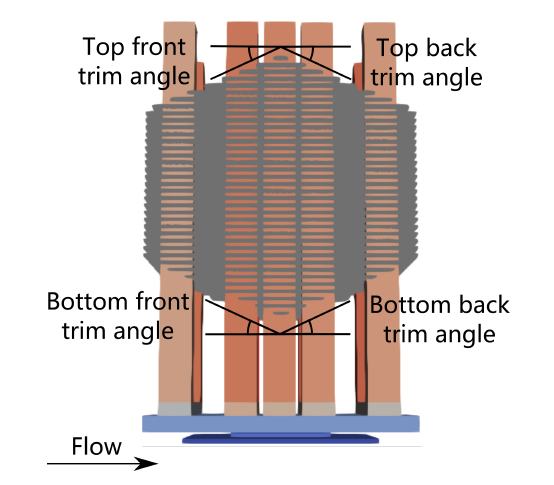 Top front
trim angle
Top back
trim angle
Bottom front
trim angle
Bottom back
trim angle
Flow